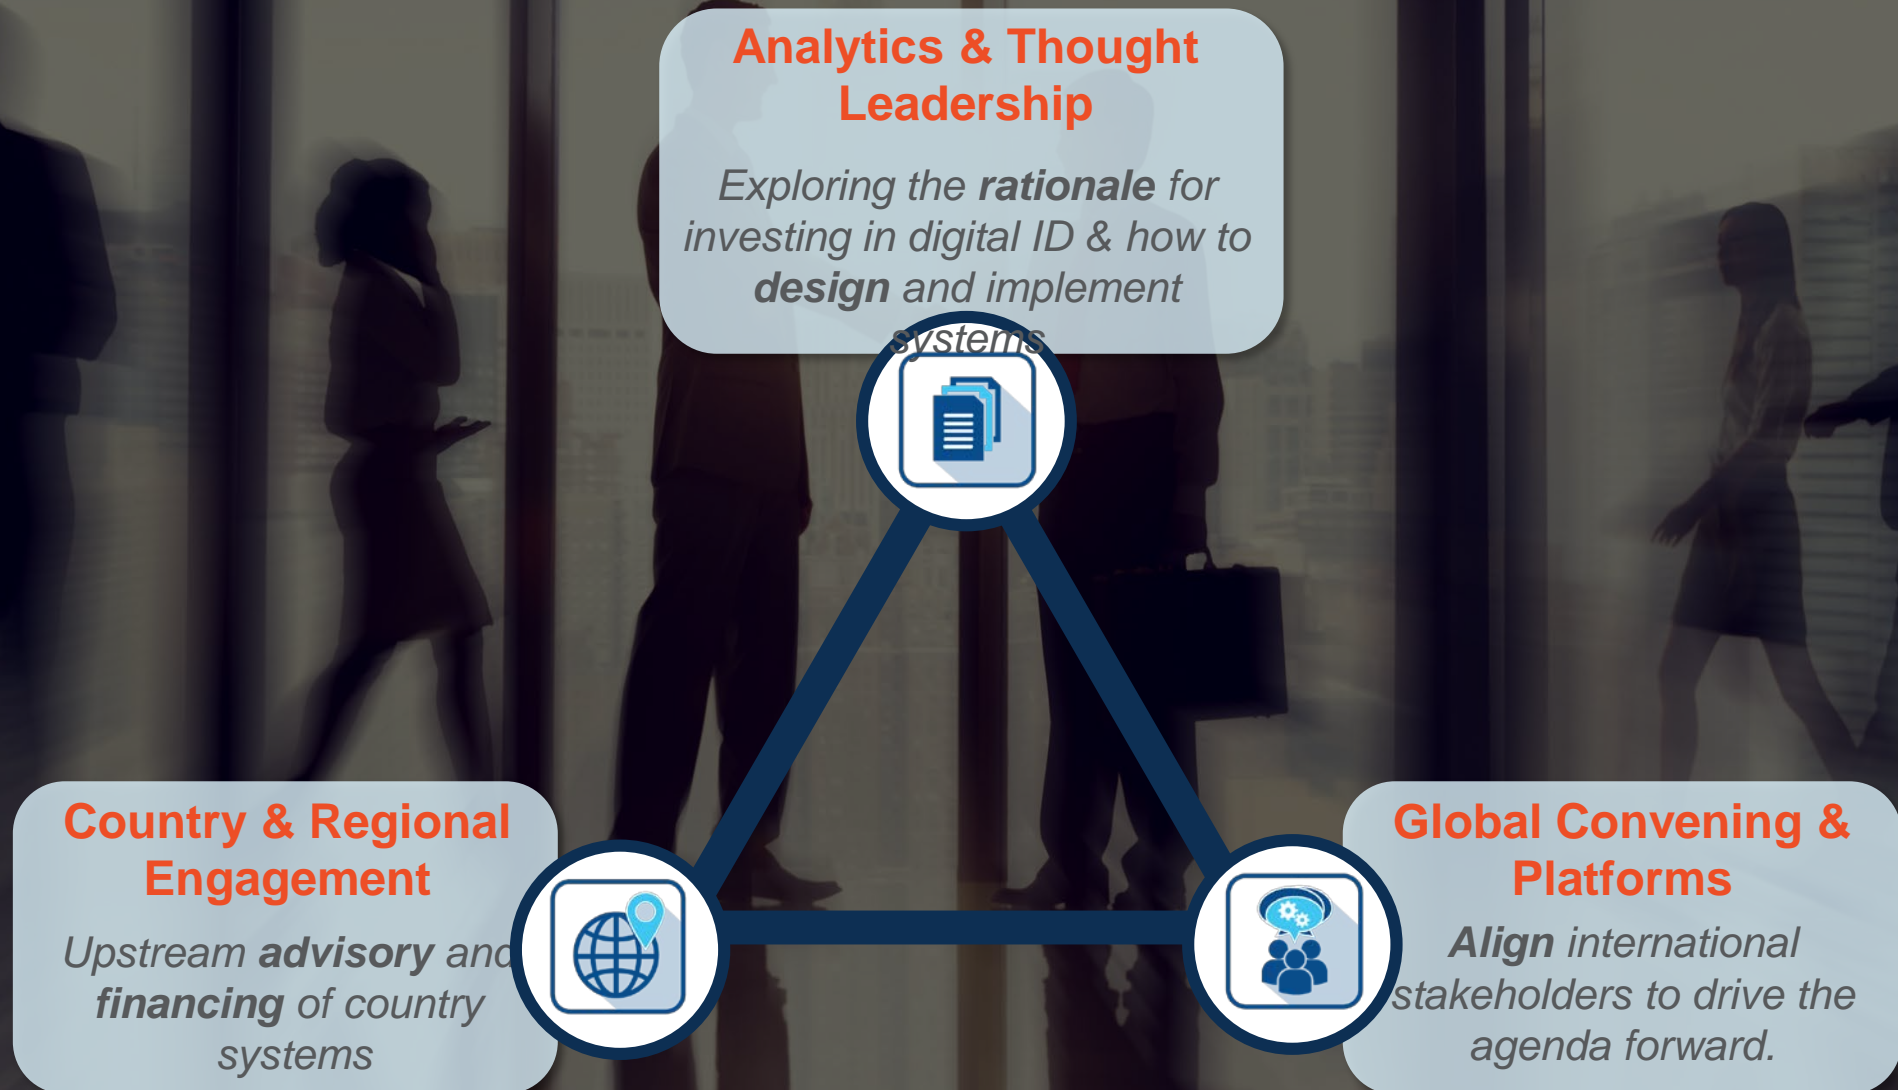 Analytics & Thought
Leadership
Exploring the rationale for
investing in digital ID & how to
design and implement
systems
Country & Regional
Engagement
Upstream advisory and
financing of country
systems
Global Convening &
Platforms
Align international
stakeholders to drive the
agenda forward.